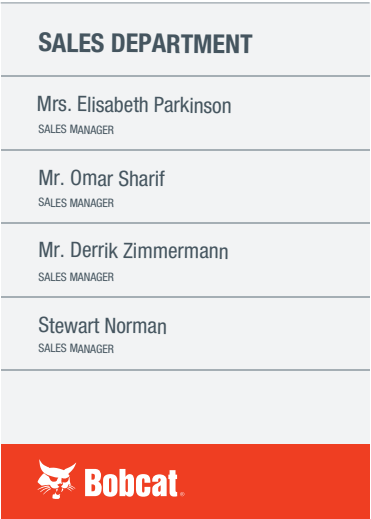 SALES DEPARTMENT
Mrs. Elisabeth Parkinson
SALES MANAGER
Mr. Omar Sharif
SALES MANAGER
Mr. Derrik Zimmermann
SALES MANAGER
Stewart Norman
SALES MANAGER
Bobcat